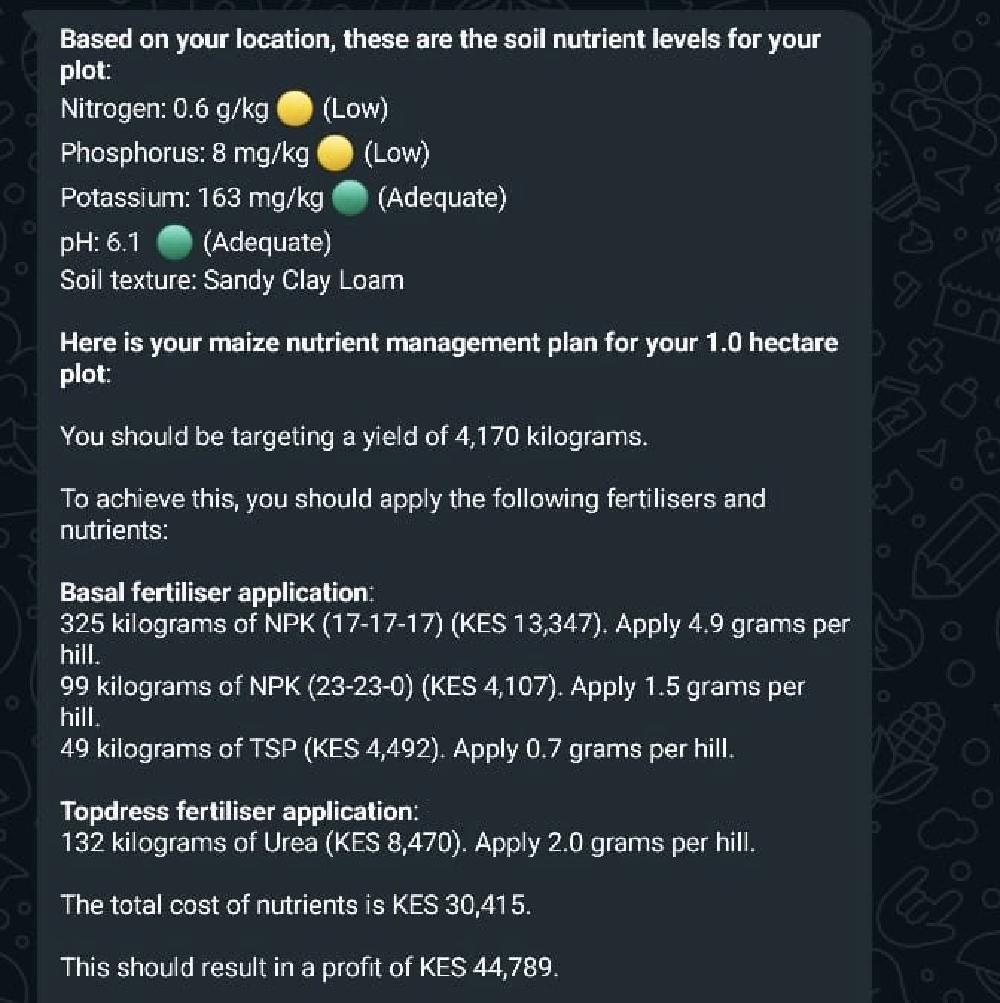 Based on your location, these are the soil nutrient levels for your
plot:
Nitrogen: 0.6 g/kg 🟡 (Low)
Phosphorus: 8 mg/kg 🟡 (Low)
Potassium: 163 mg/kg 🟢 (Adequate)
pH: 6.1 🟢 (Adequate)
Soil texture: Sandy Clay Loam
Here is your maize nutrient management plan for your 1.0 hectare
plot:
You should be targeting a yield of 4,170 kilograms.
To achieve this, you should apply the following fertilisers and
nutrients:
Basal fertiliser application:
325 kilograms of NPK (17-17-17) (KES 13,347). Apply 4.9 grams per
hill.
99 kilograms of NPK (23-23-0) (KES 4,107). Apply 1.5 grams per
hill.
49 kilograms of TSP (KES 4,492). Apply 0.7 grams per hill.
Topdress fertiliser application:
132 kilograms of Urea (KES 8,470). Apply 2.0 grams per hill.
The total cost of nutrients is KES 30,415.
This should result in a profit of KES 44,789.